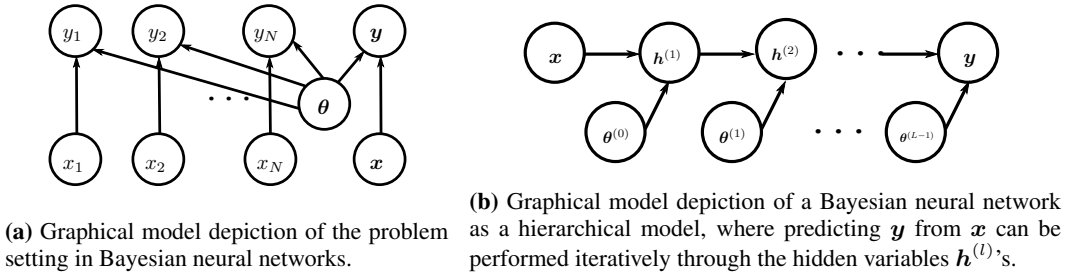 y₁ y₂ y_N y
x h⁽¹⁾ h⁽²⁾ · · · y
· · · θ
θ⁽⁰⁾ θ⁽¹⁾ · · · θ⁽ᴸ⁻¹⁾
x₁ x₂ x_N x
(a) Graphical model depiction of the problem
setting in Bayesian neural networks.
(b) Graphical model depiction of a Bayesian neural network
as a hierarchical model, where predicting y from x can be
performed iteratively through the hidden variables h⁽ˡ⁾'s.